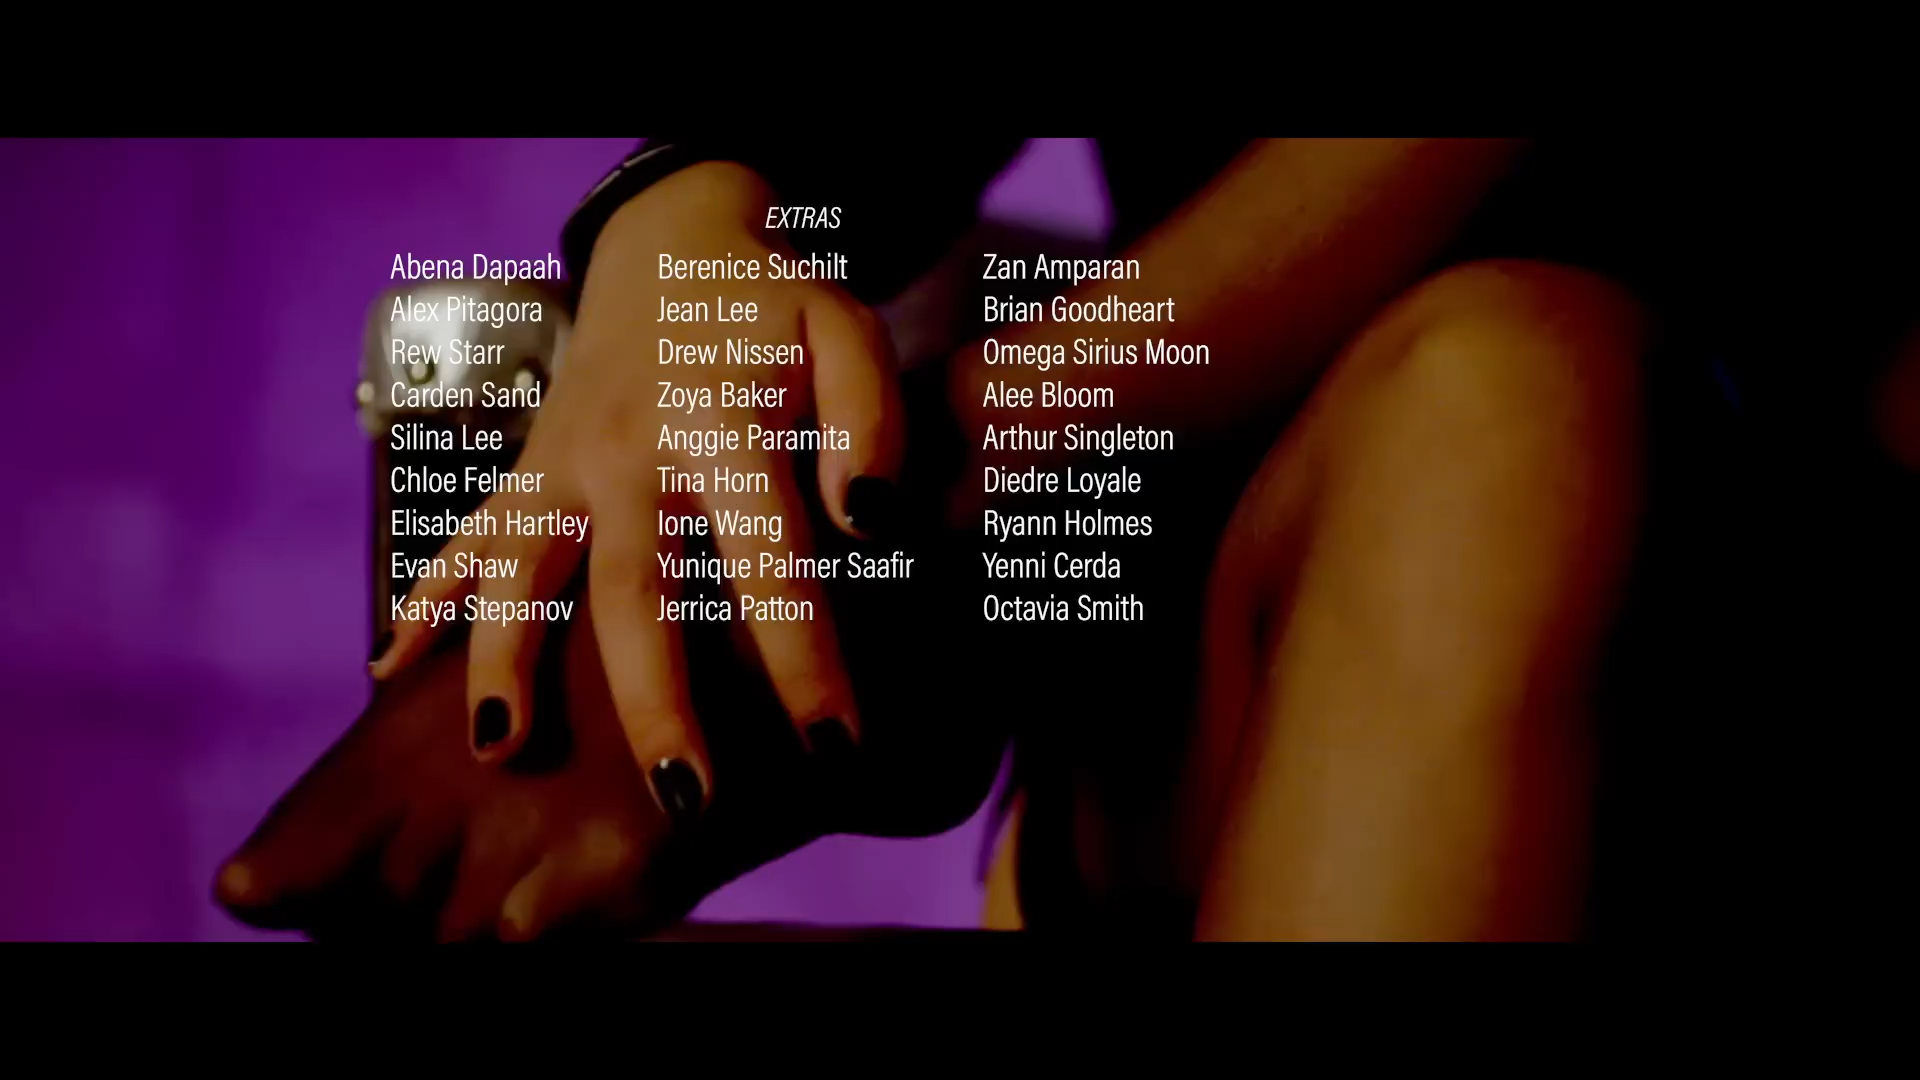 EXTRAS
Abena Dapaah
Alex Pitagora
Rew Starr
Carden Sand
Silina Lee
Chloe Felmer
Elisabeth Hartley
Evan Shaw
Katya Stepanov
Berenice Suchilt
Jean Lee
Drew Nissen
Zoya Baker
Anggie Paramita
Tina Horn
Ione Wang
Yunique Palmer Saafir
Jerrica Patton
Zan Amparan
Brian Goodheart
Omega Sirius Moon
Alee Bloom
Arthur Singleton
Diedre Loyale
Ryann Holmes
Yenni Cerda
Octavia Smith